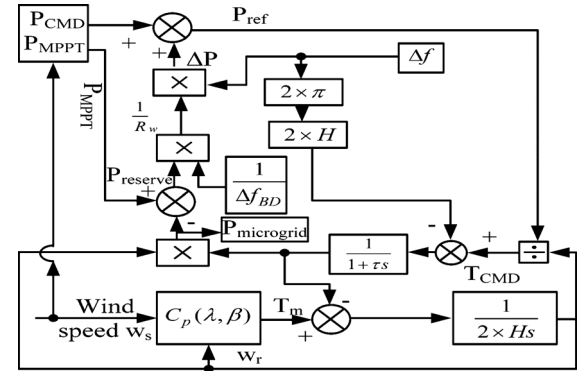 P_CMD
P_MPPT
P_ref
+
+
ΔP
Δf
×
2×π
P_MPPT
1/R_w
2×H
×
P_reserve
+
1/Δf_BD
-
P_microgrid
-
+
×
1/(1+τs)
×
÷
T_CMD
Wind
speed w_s
C_p(λ,β)
T_m
-
+
1/(2×Hs)
w_r